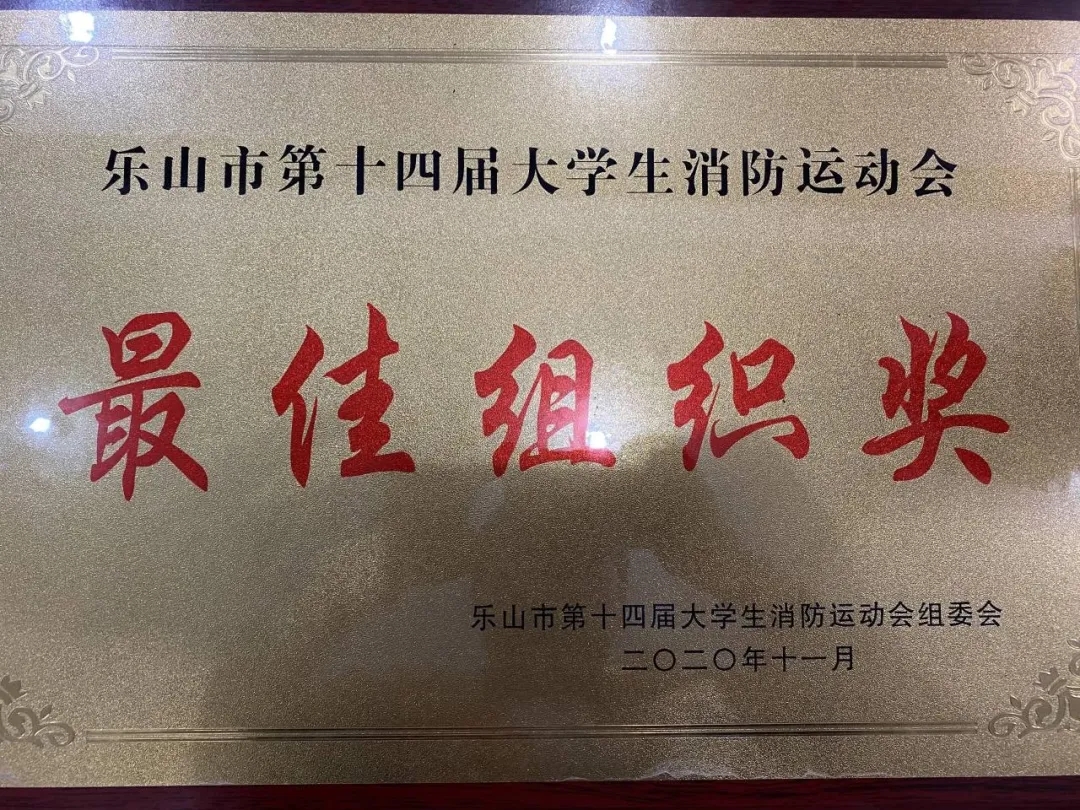 乐山市第十四届大学生消防运动会
最佳组织奖
乐山市第十四届大学生消防运动会组委会
二〇二〇年十一月